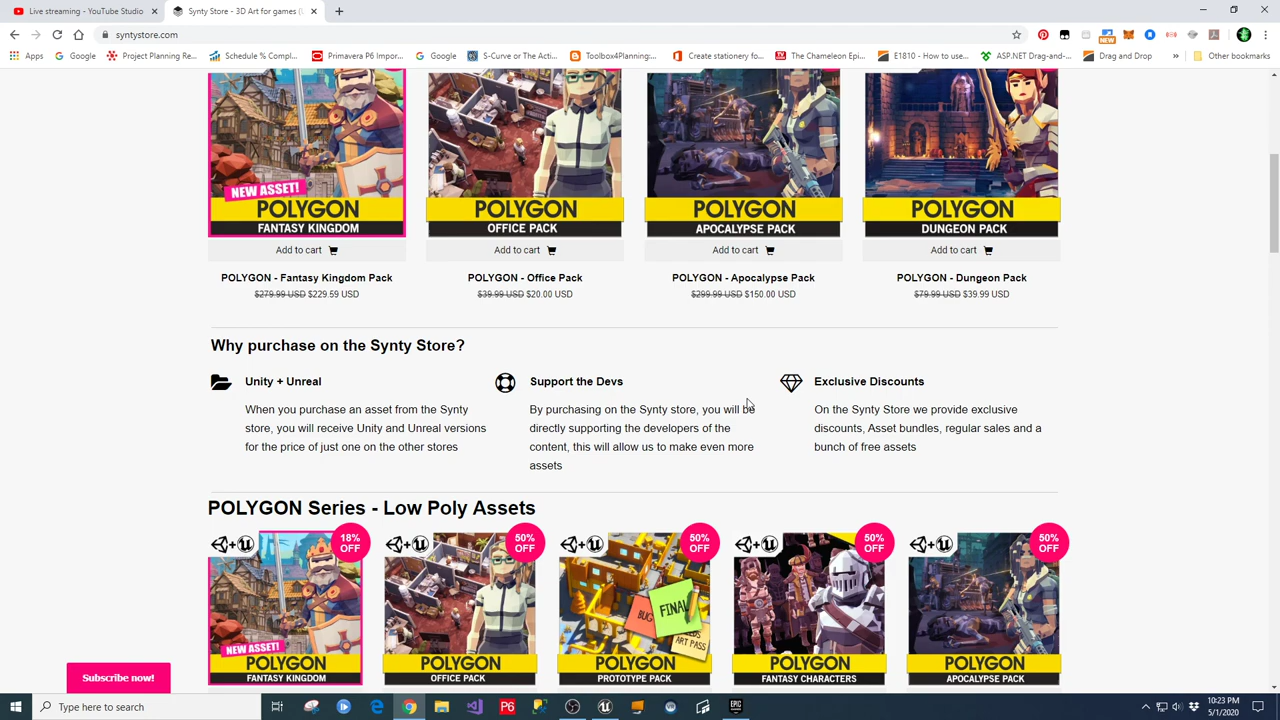 Live streaming - YouTube Studio
Synty Store - 3D Art for games (L
syntystore.com
Apps
Google
Project Planning Re...
Schedule % Compl...
Primavera P6 Impor...
Google
S-Curve or The Acti...
Toolbox4Planning:...
Create stationery fo...
The Chameleon Epi...
E1810 - How to use...
ASP.NET Drag-and-...
Drag and Drop
»
Other bookmarks
NEW
NEW ASSET!
POLYGON
FANTASY KINGDOM
POLYGON
OFFICE PACK
POLYGON
APOCALYPSE PACK
POLYGON
DUNGEON PACK
Add to cart
Add to cart
Add to cart
Add to cart
POLYGON - Fantasy Kingdom Pack
POLYGON - Office Pack
POLYGON - Apocalypse Pack
POLYGON - Dungeon Pack
$279.99 USD $229.59 USD
$39.99 USD $20.00 USD
$299.99 USD $150.00 USD
$79.99 USD $39.99 USD
Why purchase on the Synty Store?
Unity + Unreal
When you purchase an asset from the Synty
store, you will receive Unity and Unreal versions
for the price of just one on the other stores
Support the Devs
By purchasing on the Synty store, you will be
directly supporting the developers of the
content, this will allow us to make even more
assets
Exclusive Discounts
On the Synty Store we provide exclusive
discounts, Asset bundles, regular sales and a
bunch of free assets
POLYGON Series - Low Poly Assets
18%
OFF
50%
OFF
50%
OFF
50%
OFF
50%
OFF
NEW ASSET!
POLYGON
FANTASY KINGDOM
POLYGON
OFFICE PACK
BUG
FINAL
ART PASS
POLYGON
PROTOTYPE PACK
POLYGON
FANTASY CHARACTERS
POLYGON
APOCALYPSE PACK
Subscribe now!
Type here to search
P6
EPIC
10:23 PM
5/1/2020